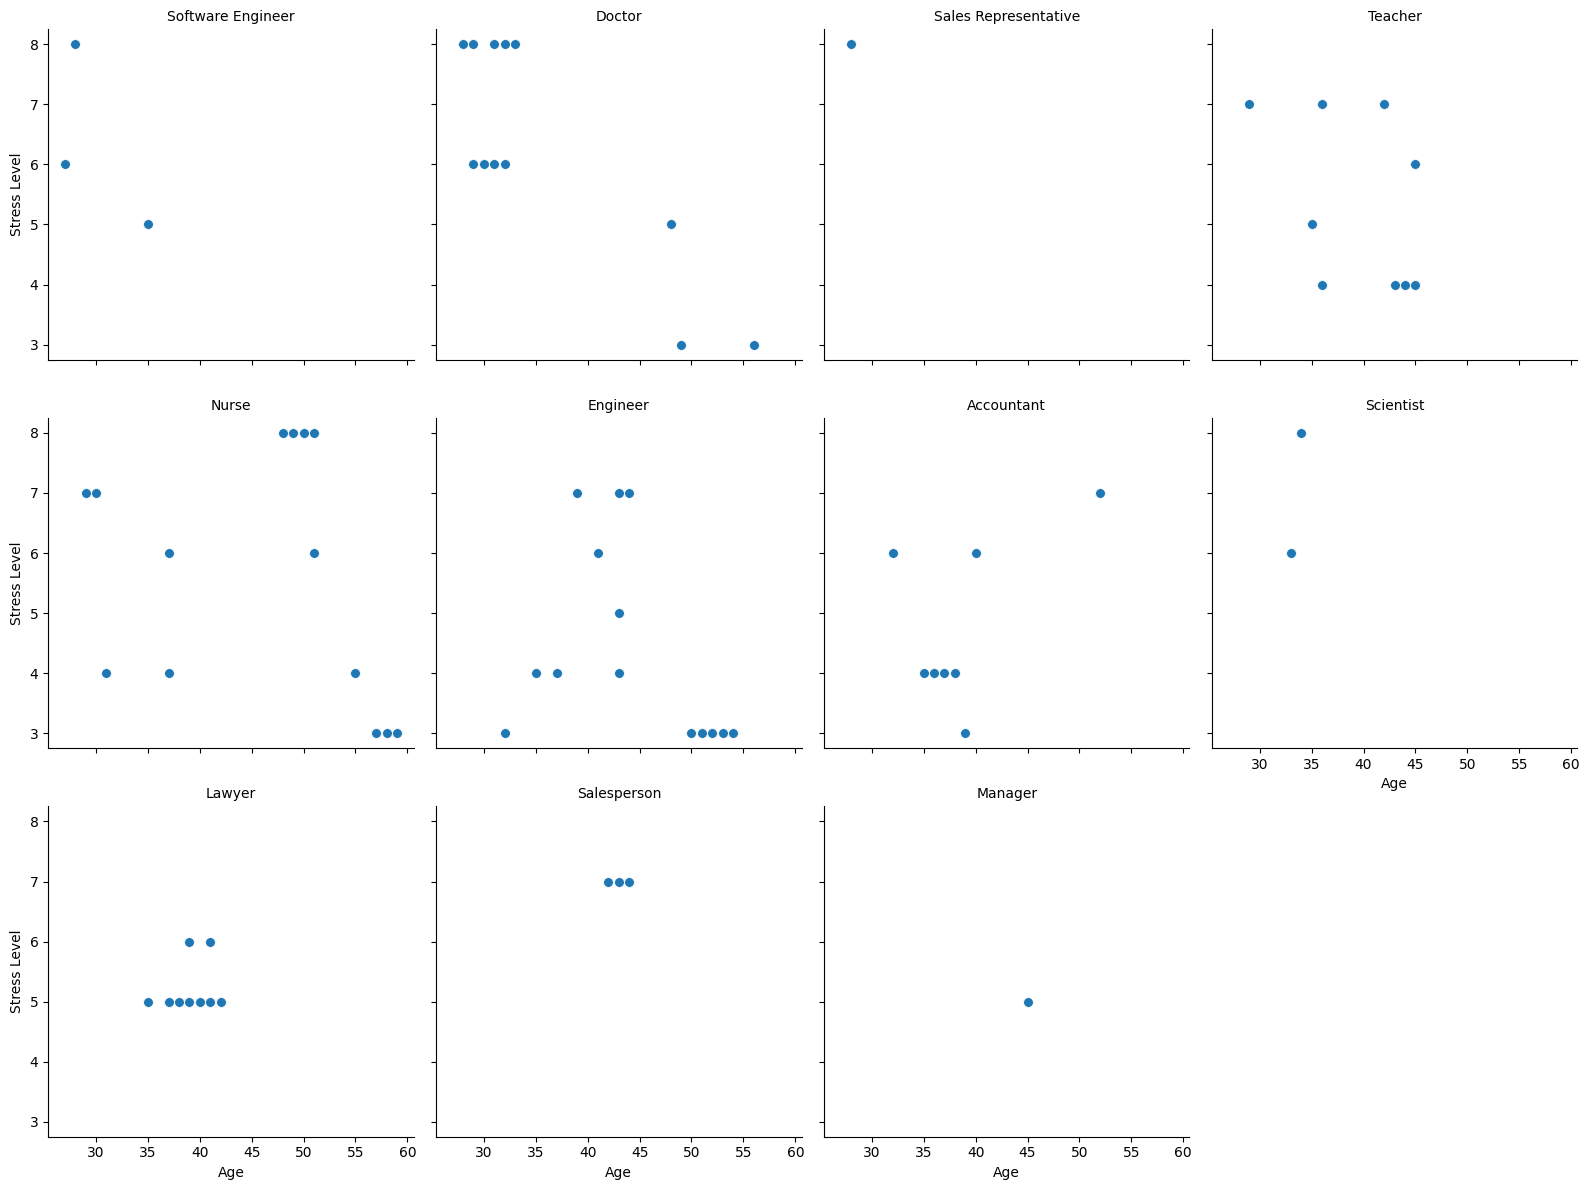 Software Engineer
Doctor
Sales Representative
Teacher
8
7
6
5
4
3
Stress Level
Nurse
Engineer
Accountant
Scientist
8
7
6
5
4
3
Stress Level
30 35 40 45 50 55 60
Age
Lawyer
Salesperson
Manager
8
7
6
5
4
3
Stress Level
30 35 40 45 50 55 60
30 35 40 45 50 55 60
30 35 40 45 50 55 60
Age
Age
Age